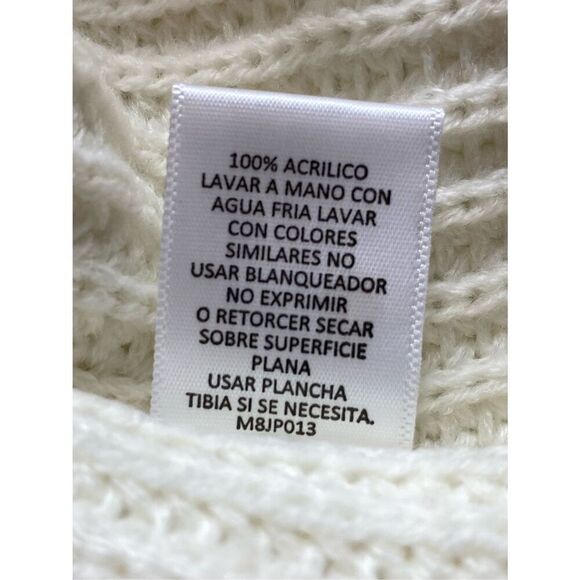 100% ACRILICO
LAVAR A MANO CON
AGUA FRIA LAVAR
CON COLORES
SIMILARES NO
USAR BLANQUEADOR
NO EXPRIMIR
O RETORCER SECAR
SOBRE SUPERFICIE
PLANA
USAR PLANCHA
TIBIA SI SE NECESITA.
M8JP013